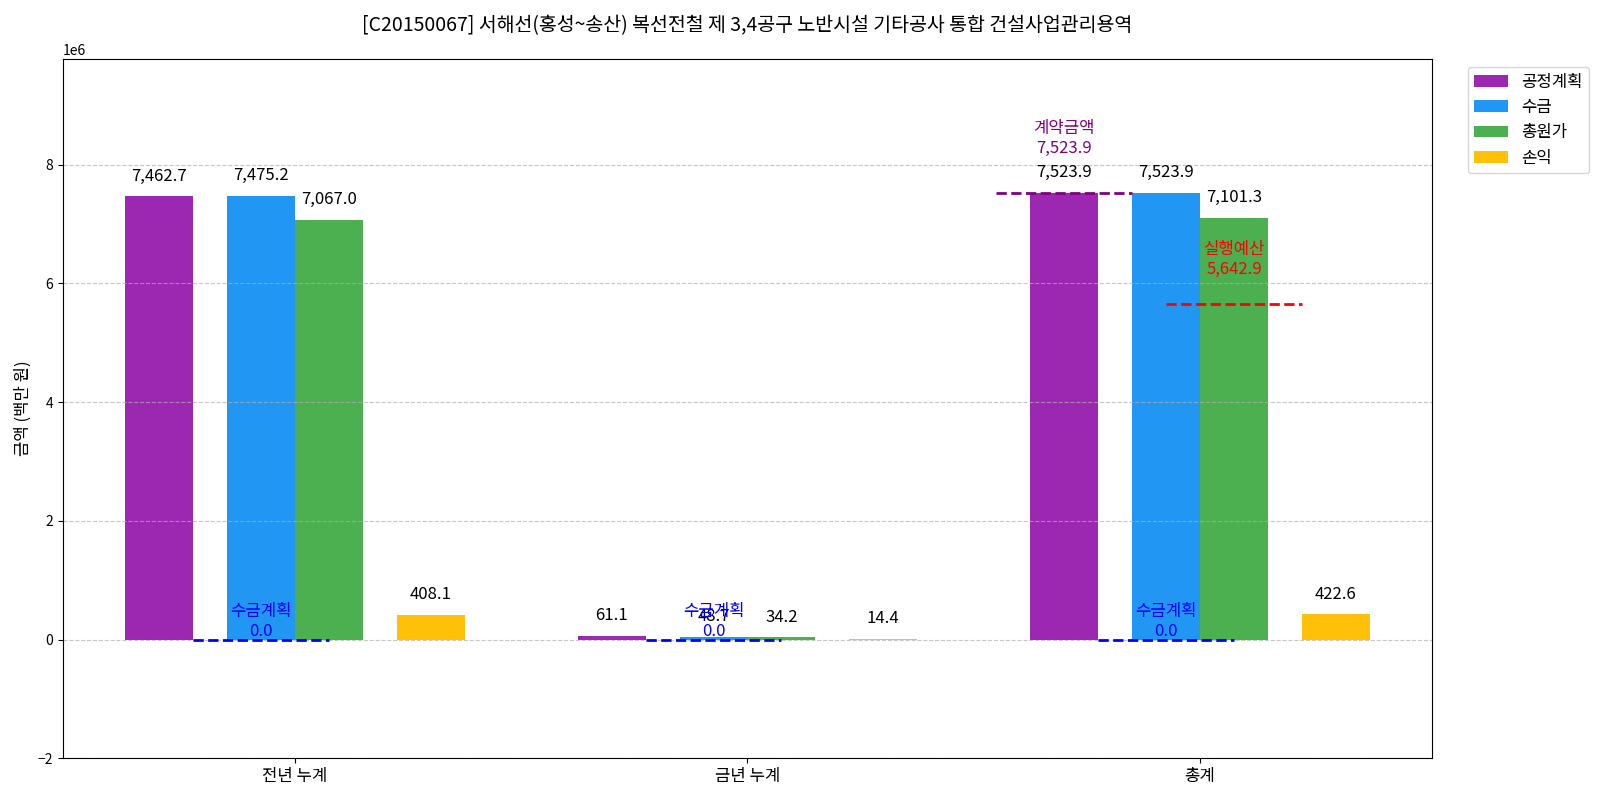 [C20150067] 서해선(홍성~송산) 복선전철 제 3,4공구 노반시설 기타공사 통합 건설사업관리용역
1e6
공정계획
수금
총원가
손익
계약금액
7,523.9
7,462.7
7,475.2
7,067.0
7,523.9
7,523.9
7,101.3
실행예산
5,642.9
수금계획
0.0
408.1
61.1
48.7
수금계획
0.0
34.2
14.4
수금계획
0.0
422.6
8
6
4
2
0
−2
금액 (백만 원)
전년 누계
금년 누계
총계